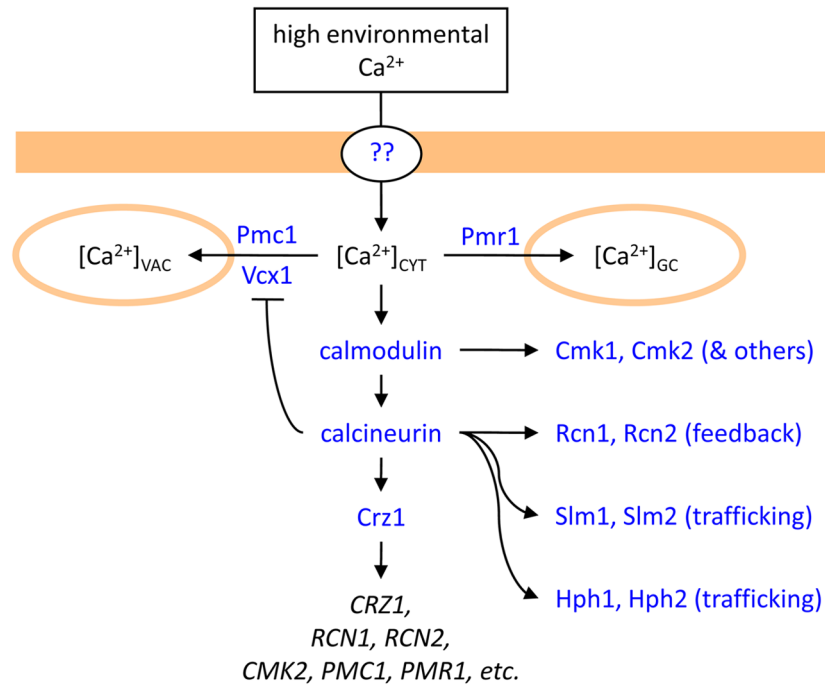 high environmental
Ca²⁺
??
[Ca²⁺]VAC
Pmc1
Vcx1
[Ca²⁺]CYT
Pmr1
[Ca²⁺]GC
calmodulin
Cmk1, Cmk2 (& others)
calcineurin
Rcn1, Rcn2 (feedback)
Crz1
Slm1, Slm2 (trafficking)
Hph1, Hph2 (trafficking)
CRZ1,
RCN1, RCN2,
CMK2, PMC1, PMR1, etc.